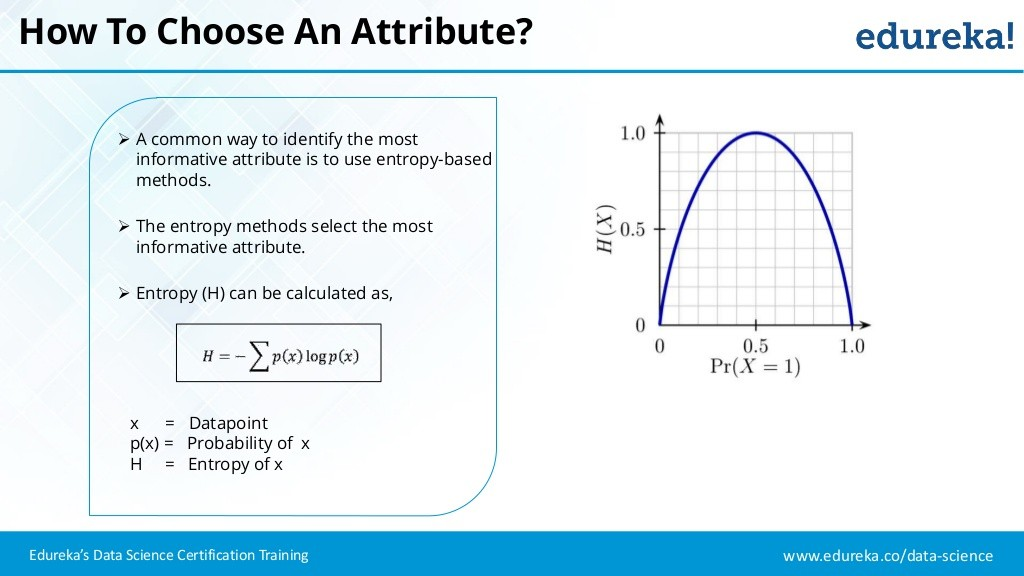 How To Choose An Attribute?
edureka!
➢ A common way to identify the most
informative attribute is to use entropy-based
methods.
➢ The entropy methods select the most
informative attribute.
➢ Entropy (H) can be calculated as,
H = − ∑ p(x) log p(x)
x = Datapoint
p(x) = Probability of x
H = Entropy of x
1.0
H(X)
0.5
0
0 0.5 1.0
Pr(X = 1)
Edureka’s Data Science Certification Training
www.edureka.co/data-science